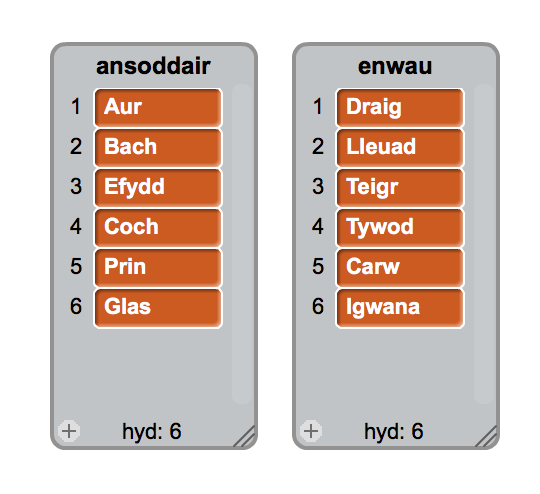 ansoddair
1 Aur
2 Bach
3 Efydd
4 Coch
5 Prin
6 Glas
+ hyd: 6
enwau
1 Draig
2 Lleuad
3 Teigr
4 Tywod
5 Carw
6 Igwana
+ hyd: 6